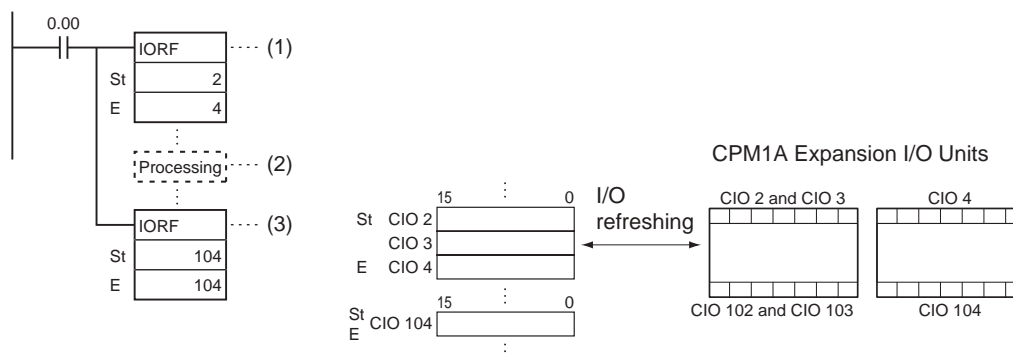 0.00
IORF
(1)
St 2
E 4
Processing
(2)
IORF
(3)
St 104
E 104
15 0
St CIO 2
CIO 3
E CIO 4
15 0
St
E CIO 104
I/O
refreshing
CPM1A Expansion I/O Units
CIO 2 and CIO 3
CIO 4
CIO 102 and CIO 103
CIO 104